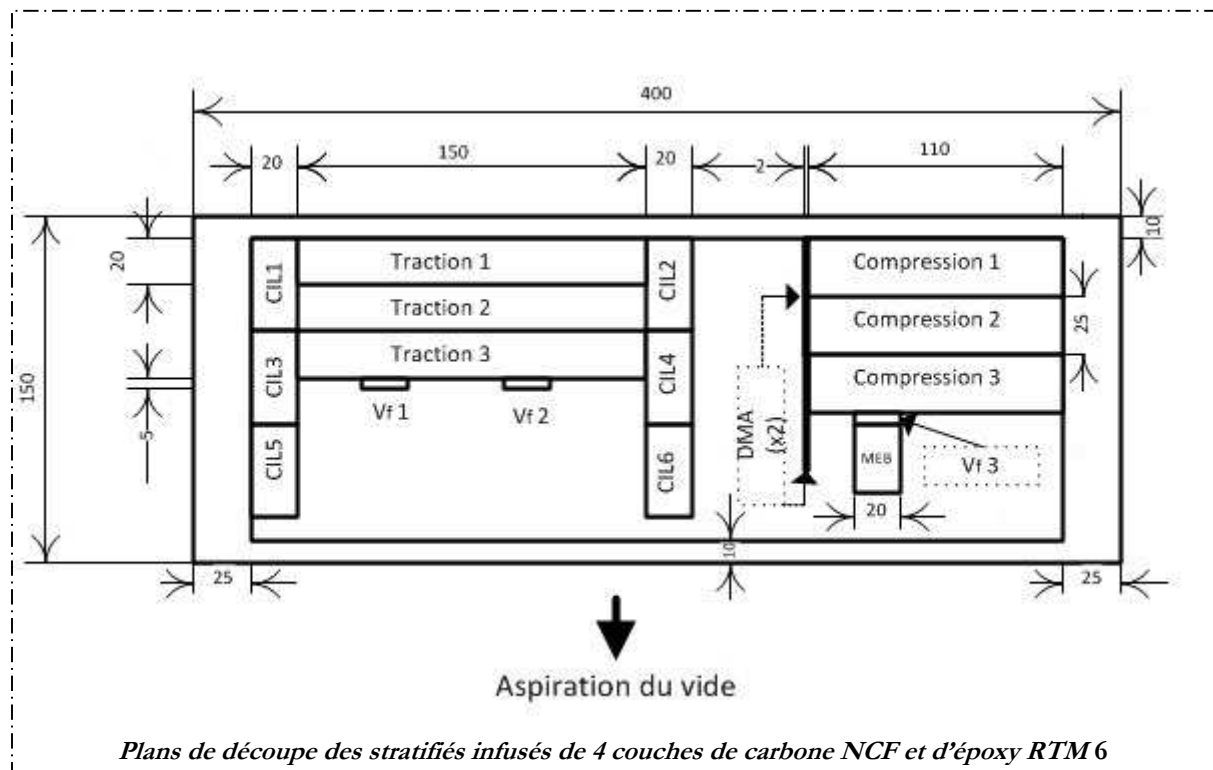 400
20
150
20
2
110
10
20
150
5
CIL1
Traction 1
CIL2
Compression 1
Traction 2
25
Compression 2
CIL3
Traction 3
CIL4
Compression 3
Vf 1
Vf 2
DMA
(x2)
CIL5
CIL6
MEB
Vf 3
20
10
25
25
Aspiration du vide
Plans de découpe des stratifiés infusés de 4 couches de carbone NCF et d'époxy RTM 6